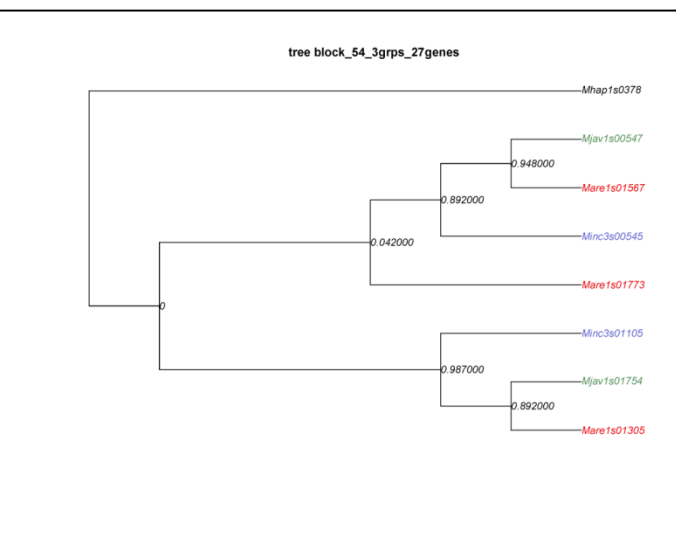 tree block_54_3grps_27genes
Mhap1s0378
Mjav1s00547
0.948000
Mare1s01567
0.892000
Minc3s00545
0.042000
Mare1s01773
0
Minc3s01105
0.987000
Mjav1s01754
0.892000
Mare1s01305